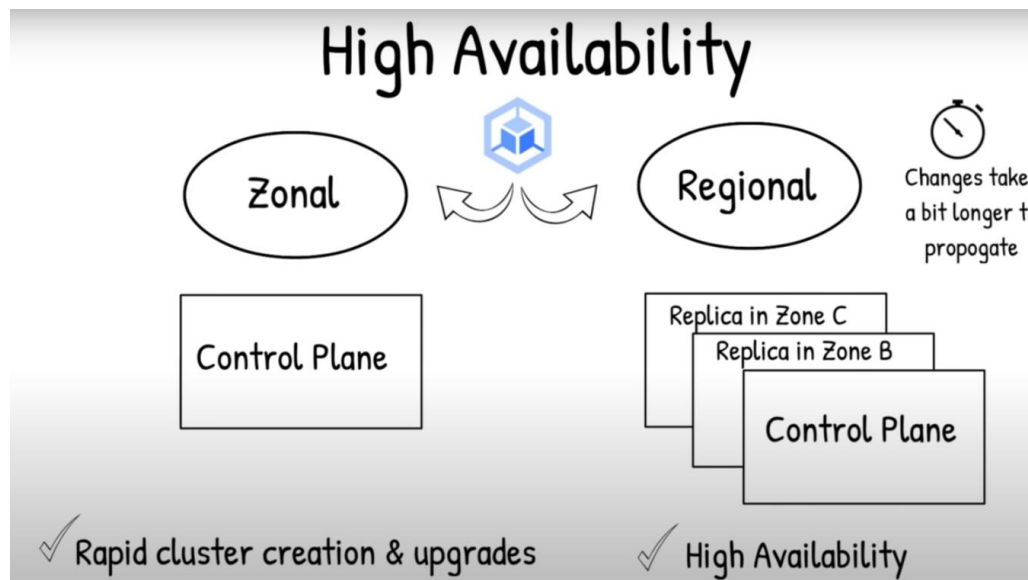 High Availability
Zonal
Regional
Changes take
a bit longer t
propogate
Control Plane
Replica in Zone C
Replica in Zone B
Control Plane
Rapid cluster creation & upgrades
High Availability